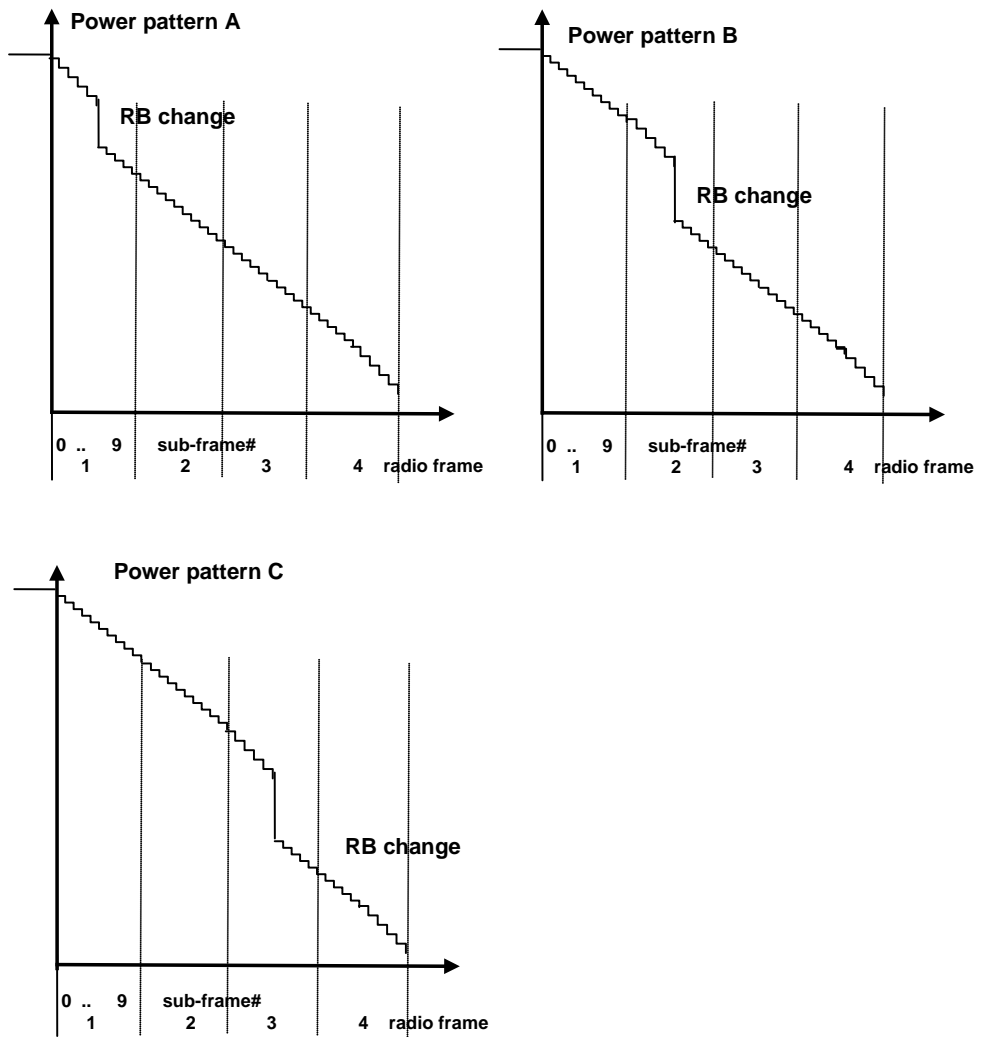 Power pattern A
RB change
0 .. 9 sub-frame#
1 2 3 4 radio frame
Power pattern B
RB change
0 .. 9 sub-frame#
1 2 3 4 radio frame
Power pattern C
RB change
0 .. 9 sub-frame#
1 2 3 4 radio frame